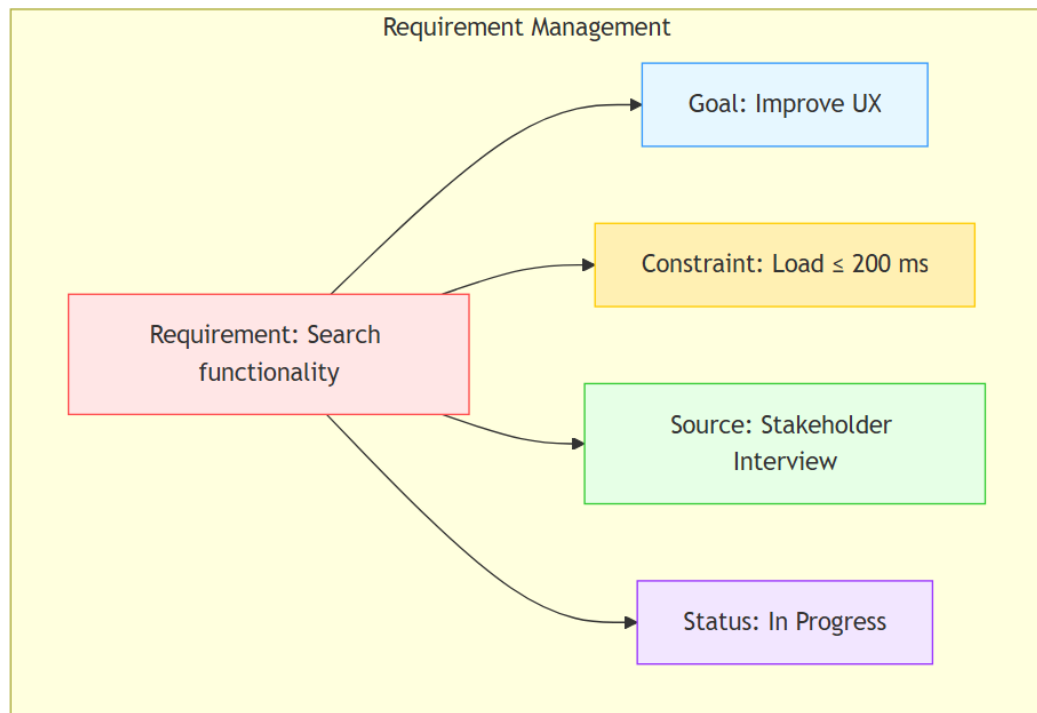 Requirement Management
Goal: Improve UX
Constraint: Load ≤ 200 ms
Requirement: Search
functionality
Source: Stakeholder
Interview
Status: In Progress